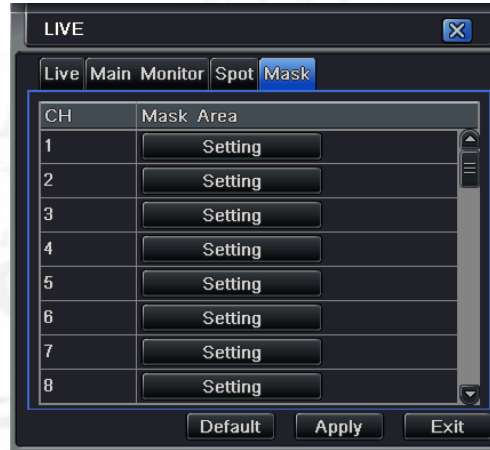 LIVE
Live Main Monitor Spot Mask
CH Mask Area
1 Setting
2 Setting
3 Setting
4 Setting
5 Setting
6 Setting
7 Setting
8 Setting
Default Apply Exit